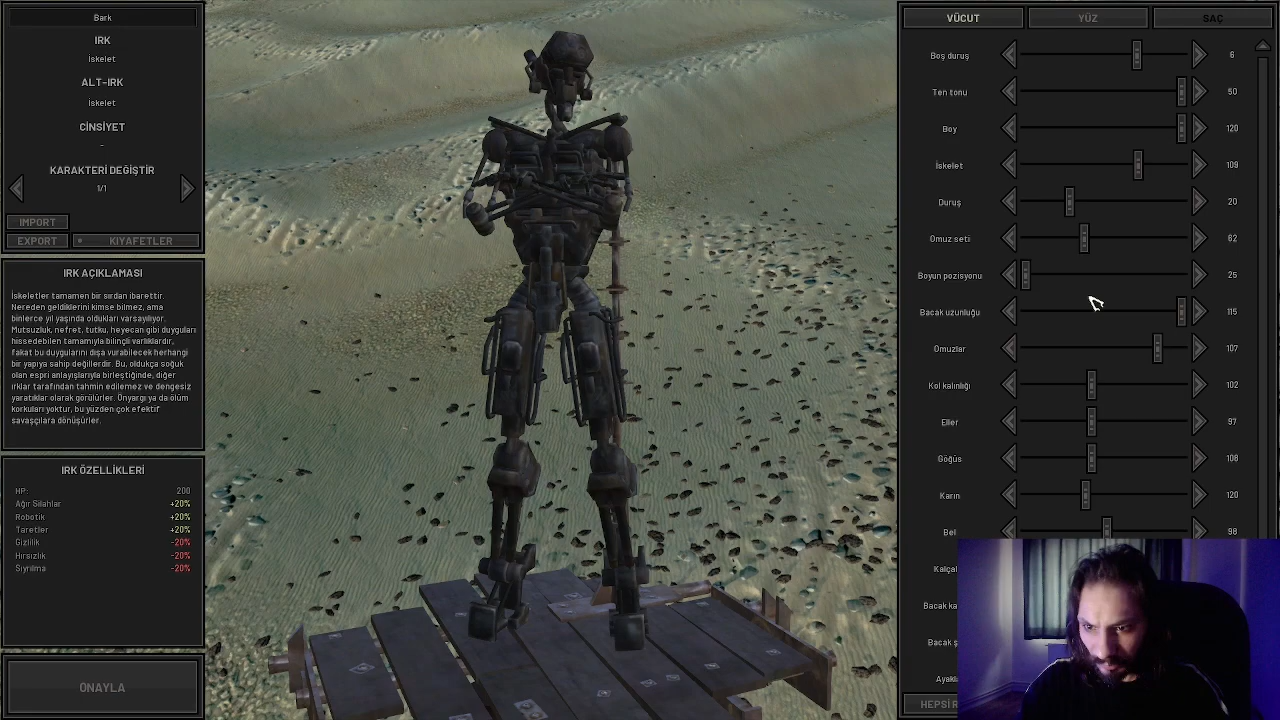 Bark
IRK
İskelet
ALT-IRK
İskelet
CİNSİYET
-
KARAKTERİ DEĞİŞTİR
1/1
IMPORT
EXPORT
KIYAFETLER
IRK AÇIKLAMASI
İskeletler tamamen bir sırdan ibarettir.
Nereden geldiklerini kimse bilmez, ama
binlerce yıl yaşında oldukları varsayılıyor.
Mutsuzluk, nefret, tutku, heyecan gibi duyguları
hissedebilen tamamıyla bilinçli varlıklardır,
fakat bu duygularını dışa vurabilecek herhangi
bir yapıya sahip değillerdir. Bu, oldukça soğuk
olan espri anlayışlarıyla birleştiğinde, diğer
ırklar tarafından tahmin edilemez ve dengesiz
yaratıklar olarak görülürler. Önyargı ya da ölüm
korkuları yoktur, bu yüzden çok efektif
savaşçılara dönüşürler.
IRK ÖZELLİKLERİ
HP: 200
Ağır Silahlar +20%
Robotik +20%
Taretler +20%
Gizlilik -20%
Hırsızlık -20%
Sıyrılma -20%
ONAYLA
VÜCUT
YÜZ
SAÇ
Boş duruş 6
Ten tonu 50
Boy 120
İskelet 109
Duruş 20
Omuz seti 62
Boyun pozisyonu 25
Bacak uzunluğu 115
Omuzlar 107
Kol kalınlığı 102
Eller 97
Göğüs 108
Karın 120
Bel 98
Kalça
Bacak ka
Bacak ş
Ayakla
HEPSİ R